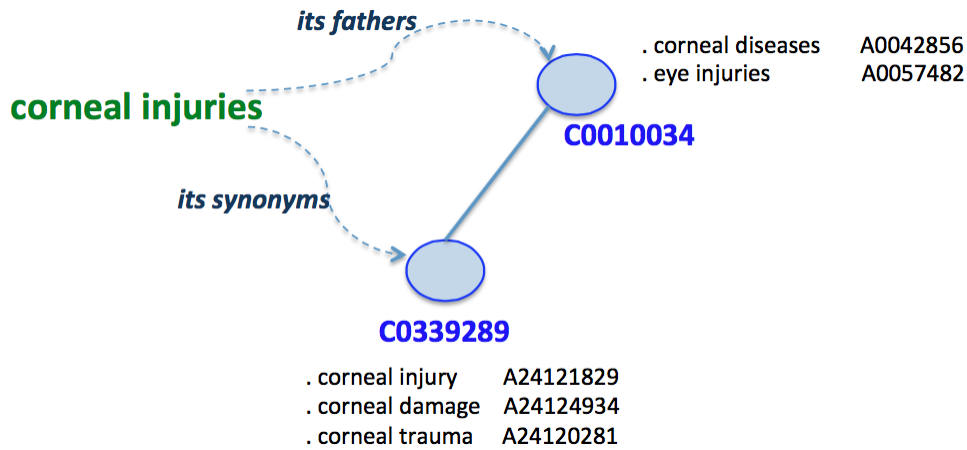 its fathers
. corneal diseases A0042856
. eye injuries A0057482
corneal injuries
C0010034
its synonyms
C0339289
. corneal injury A24121829
. corneal damage A24124934
. corneal trauma A24120281